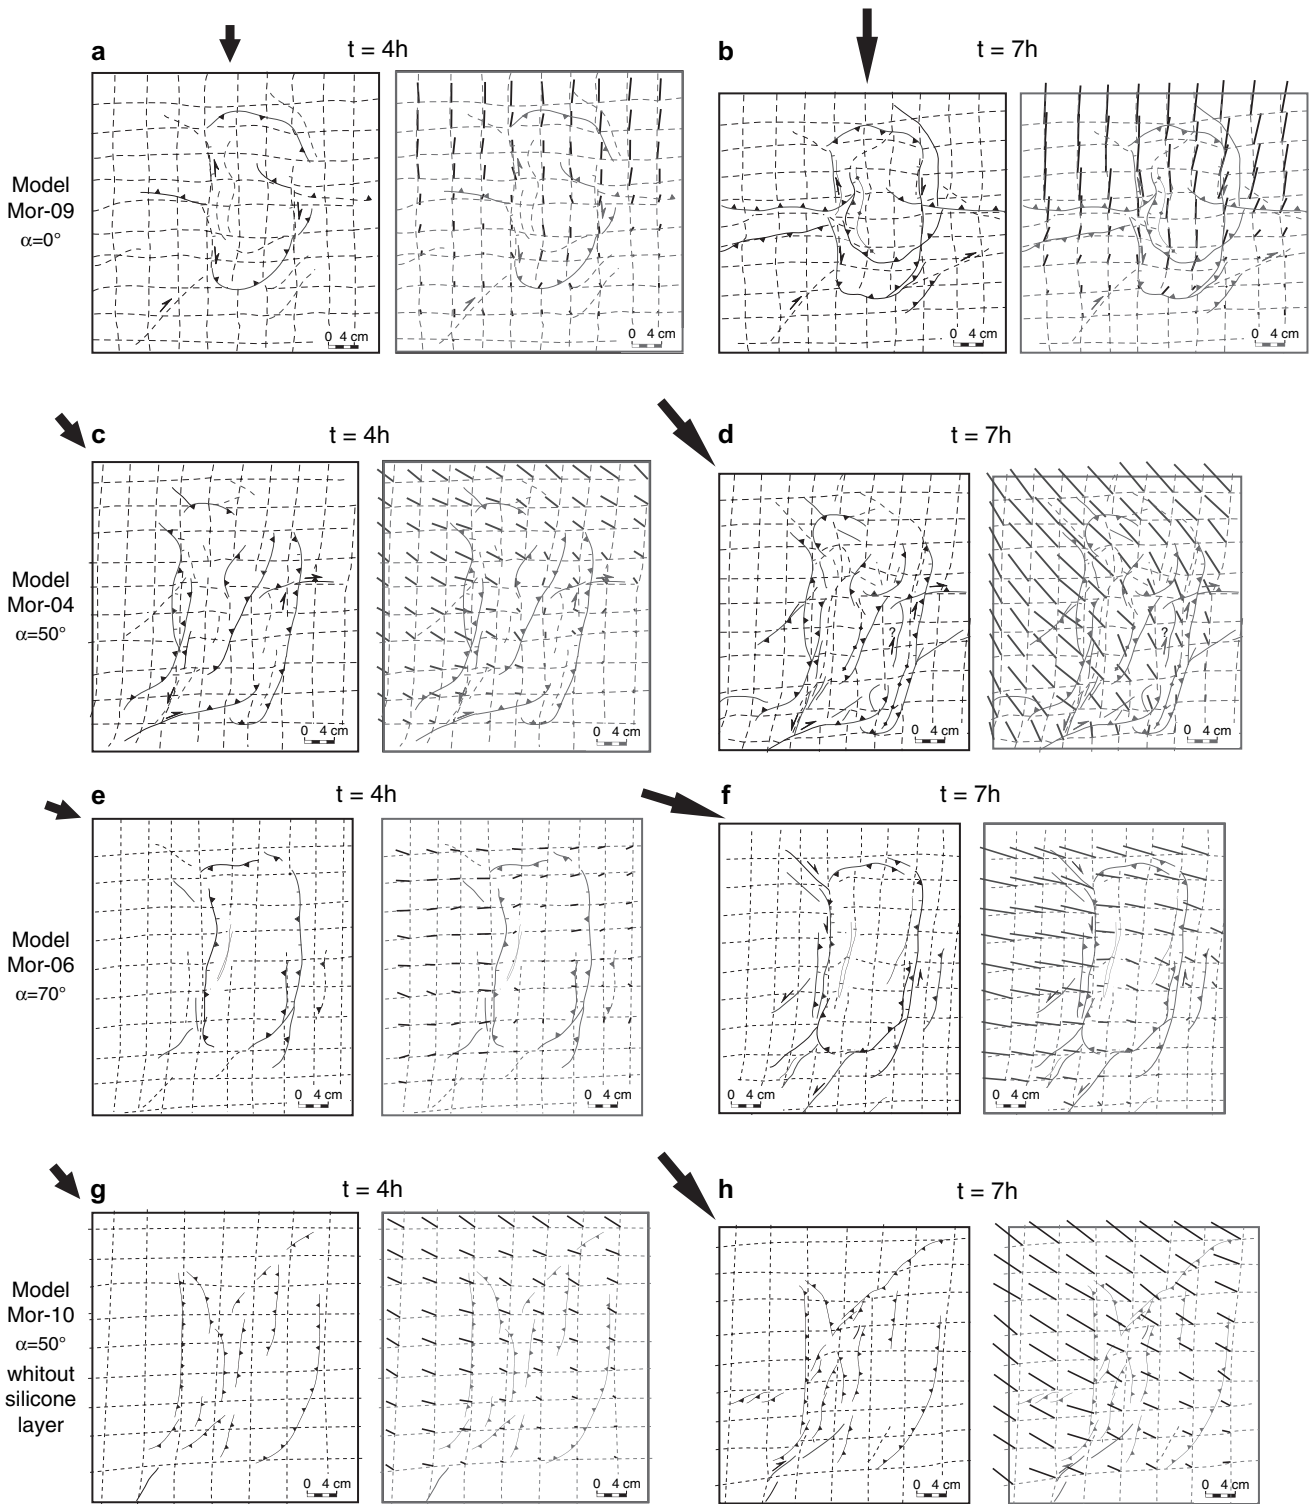 a
t = 4h
b
t = 7h
Model
Mor-09
α=0°
0 4 cm
0 4 cm
0 4 cm
0 4 cm
c
t = 4h
d
t = 7h
Model
Mor-04
α=50°
?
?
0 4 cm
0 4 cm
0 4 cm
0 4 cm
e
t = 4h
f
t = 7h
Model
Mor-06
α=70°
0 4 cm
0 4 cm
0 4 cm
0 4 cm
g
t = 4h
h
t = 7h
Model
Mor-10
α=50°
whitout
silicone
layer
0 4 cm
0 4 cm
0 4 cm
0 4 cm